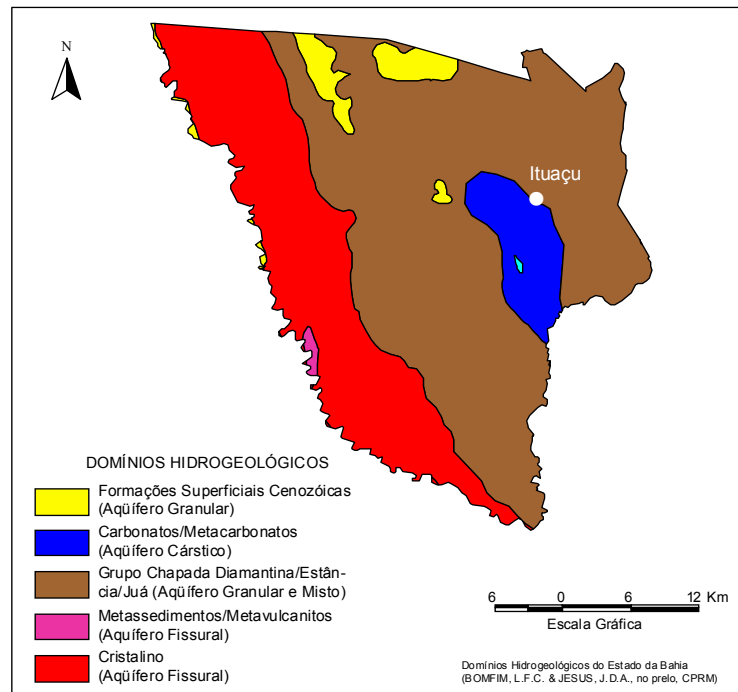 N
Ituaçu
DOMÍNIOS HIDROGEOLÓGICOS
Formações Superficiais Cenozóicas
(Aqüífero Granular)
Carbonatos/Metacarbonatos
(Aqüífero Cárstico)
Grupo Chapada Diamantina/Estân-
cia/Juá (Aqüífero Granular e Misto)
Metassedimentos/Metavulcanitos
(Aquífero Fissural)
Cristalino
(Aqüífero Fissural)
6 0 6 12 Km
Escala Gráfica
Domínios Hidrogeológicos do Estado da Bahia
(BOMFIM, L.F.C. & JESUS, J.D.A., no prelo, CPRM)